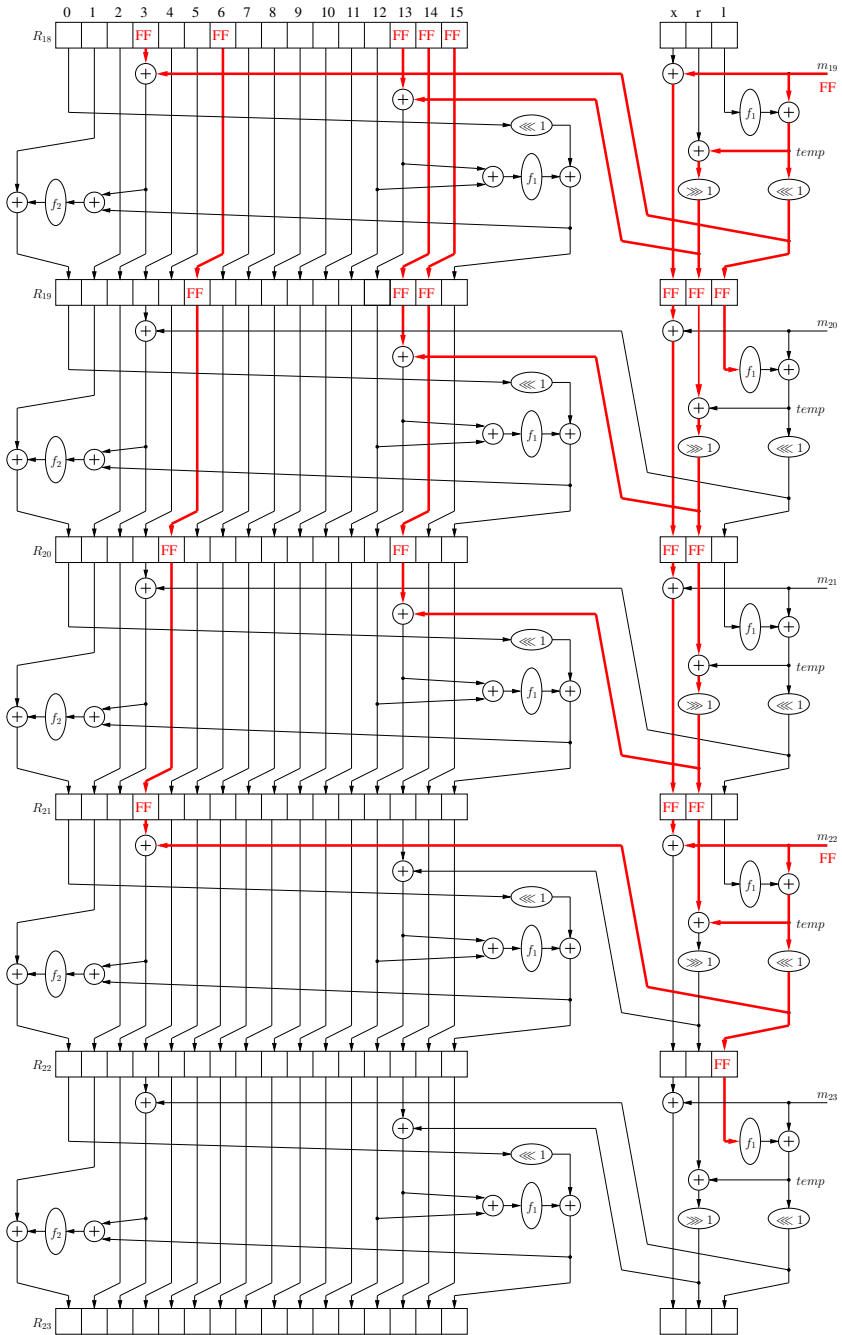 0 1 2 3 4 5 6 7 8 9 10 11 12 13 14 15 x r l
R18 FF FF FF FF FF
m19
FF
⋘ 1 f1
temp
f2 f1 ⋙ 1 ⋘ 1
R19 FF FF FF FF FF FF
m20
⋘ 1 f1
temp
f2 f1 ⋙ 1 ⋘ 1
R20 FF FF FF FF
m21
⋘ 1 f1
temp
f2 f1 ⋙ 1 ⋘ 1
R21 FF FF FF
m22
FF
⋘ 1 f1
temp
f2 f1 ⋙ 1 ⋘ 1
R22 FF
m23
⋘ 1 f1
temp
f2 f1 ⋙ 1 ⋘ 1
R23